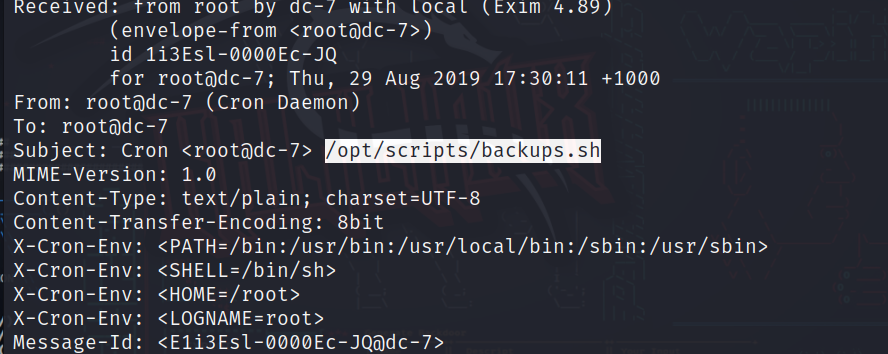 Received: from root by dc-7 with local (Exim 4.89)
(envelope-from <root@dc-7>)
id 1i3Esl-0000Ec-JQ
for root@dc-7; Thu, 29 Aug 2019 17:30:11 +1000
From: root@dc-7 (Cron Daemon)
To: root@dc-7
Subject: Cron <root@dc-7> /opt/scripts/backups.sh
MIME-Version: 1.0
Content-Type: text/plain; charset=UTF-8
Content-Transfer-Encoding: 8bit
X-Cron-Env: <PATH=/bin:/usr/bin:/usr/local/bin:/sbin:/usr/sbin>
X-Cron-Env: <SHELL=/bin/sh>
X-Cron-Env: <HOME=/root>
X-Cron-Env: <LOGNAME=root>
Message-Id: <E1i3Esl-0000Ec-JQ@dc-7>